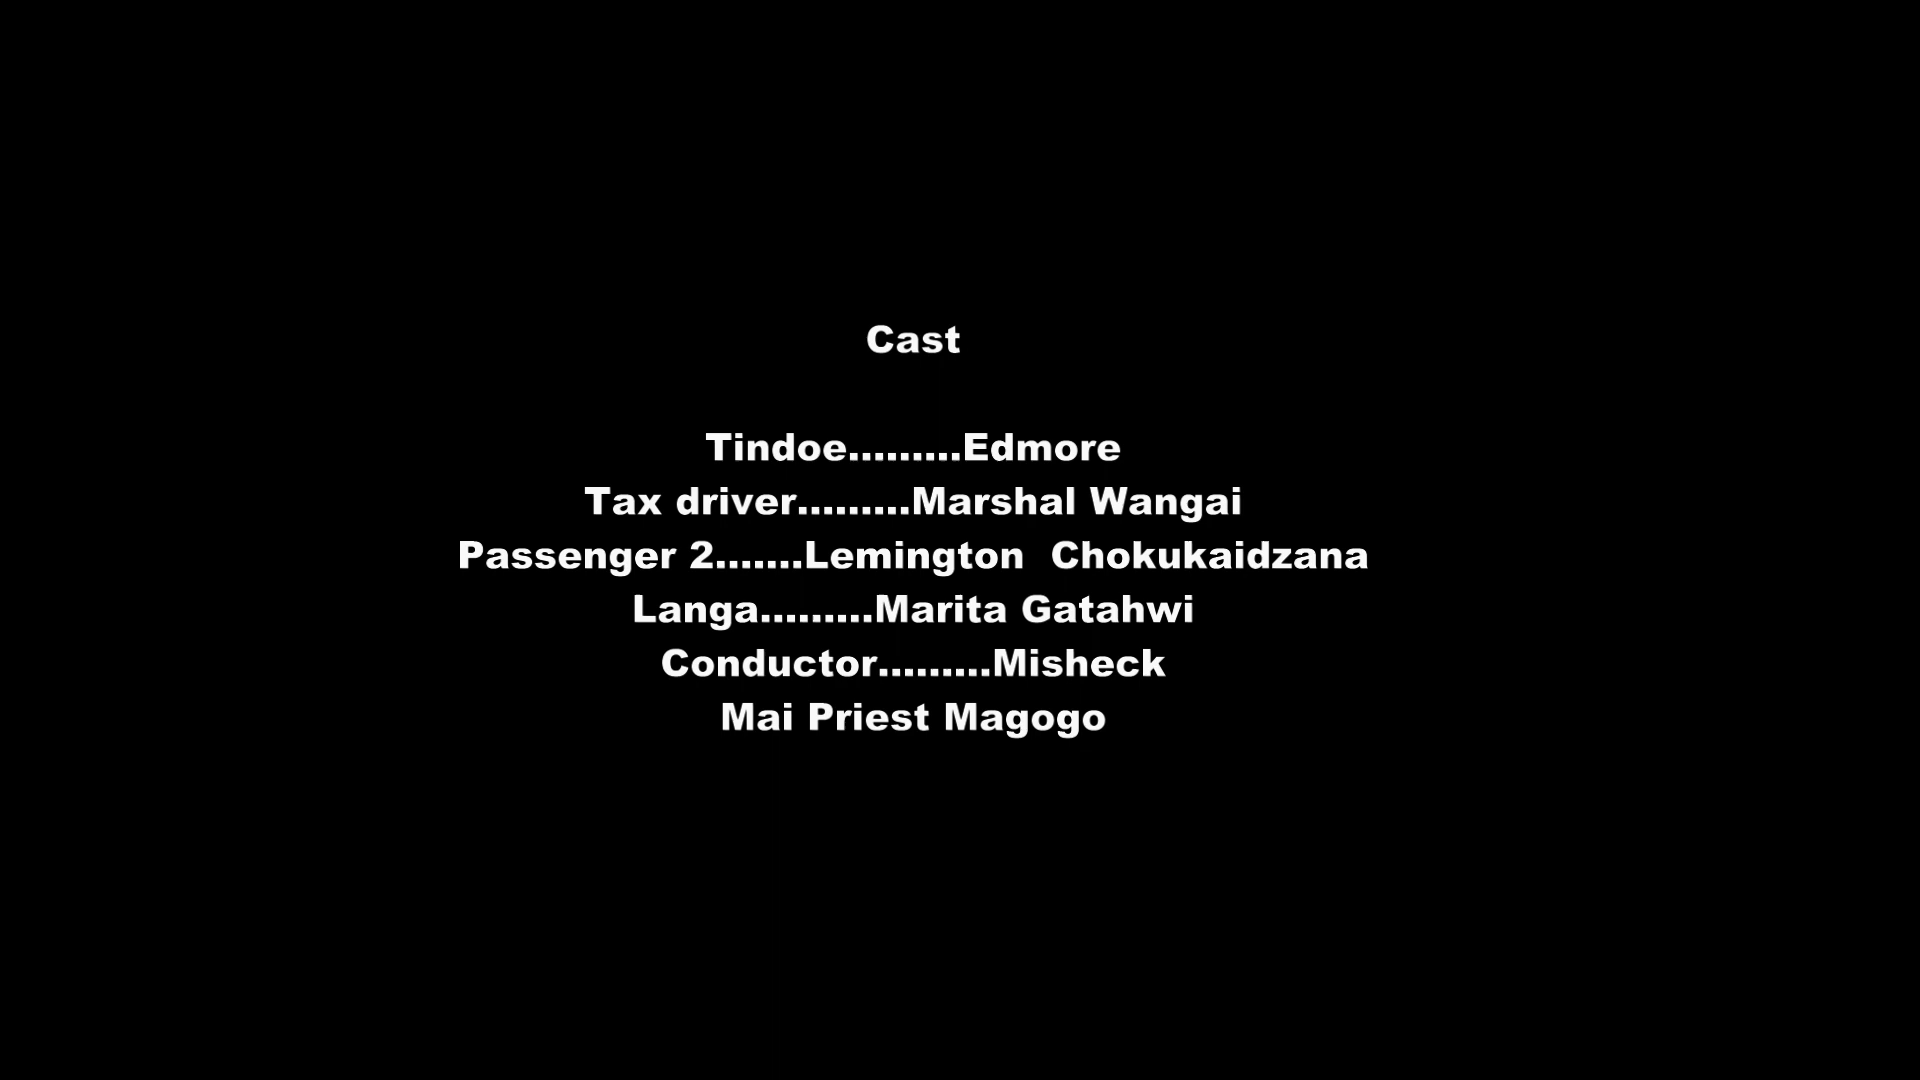 Cast
Tindoe.........Edmore
Tax driver.........Marshal Wangai
Passenger 2.......Lemington  Chokukaidzana
Langa.........Marita Gatahwi
Conductor.........Misheck
Mai Priest Magogo